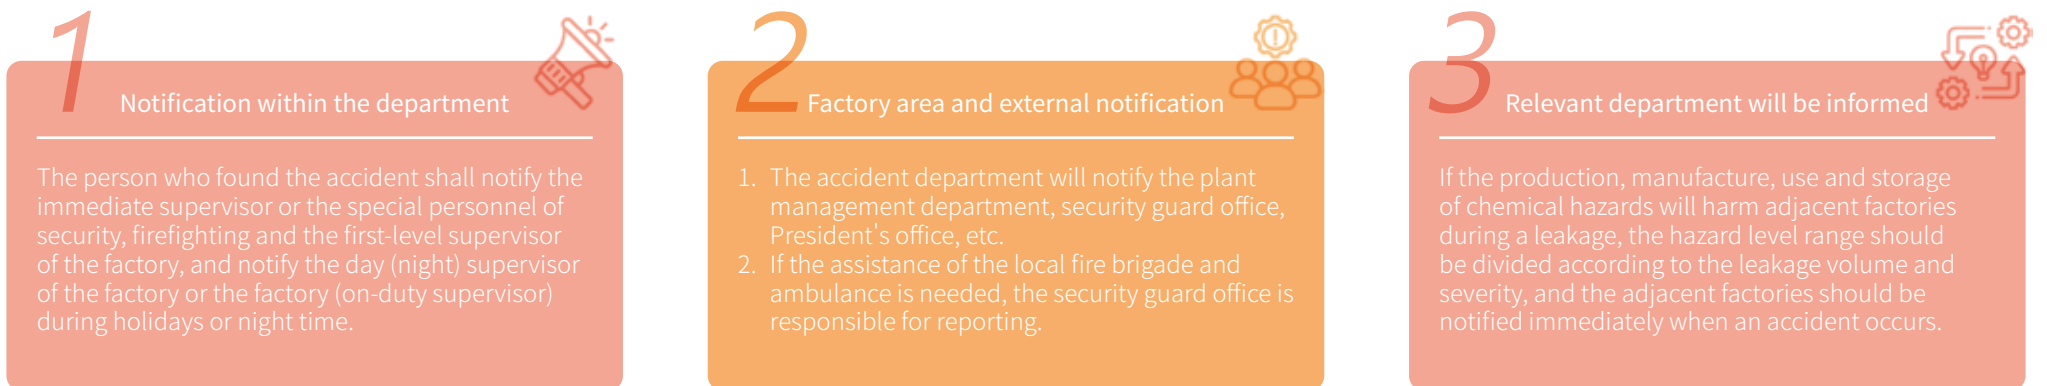 1
Notification within the department
The person who found the accident shall notify the
immediate supervisor or the special personnel of
security, firefighting and the first-level supervisor
of the factory, and notify the day (night) supervisor
of the factory or the factory (on-duty supervisor)
during holidays or night time.
2
Factory area and external notification
1. The accident department will notify the plant
management department, security guard office,
President's office, etc.
2. If the assistance of the local fire brigade and
ambulance is needed, the security guard office is
responsible for reporting.
3
Relevant department will be informed
If the production, manufacture, use and storage
of chemical hazards will harm adjacent factories
during a leakage, the hazard level range should
be divided according to the leakage volume and
severity, and the adjacent factories should be
notified immediately when an accident occurs.